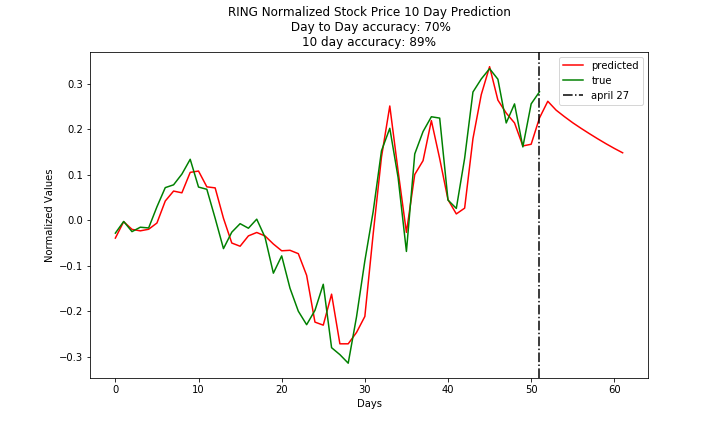 RING Normalized Stock Price 10 Day Prediction
Day to Day accuracy: 70%
10 day accuracy: 89%
predicted
true
april 27
0.3
0.2
0.1
0.0
−0.1
−0.2
−0.3
Normalized Values
0 10 20 30 40 50 60
Days